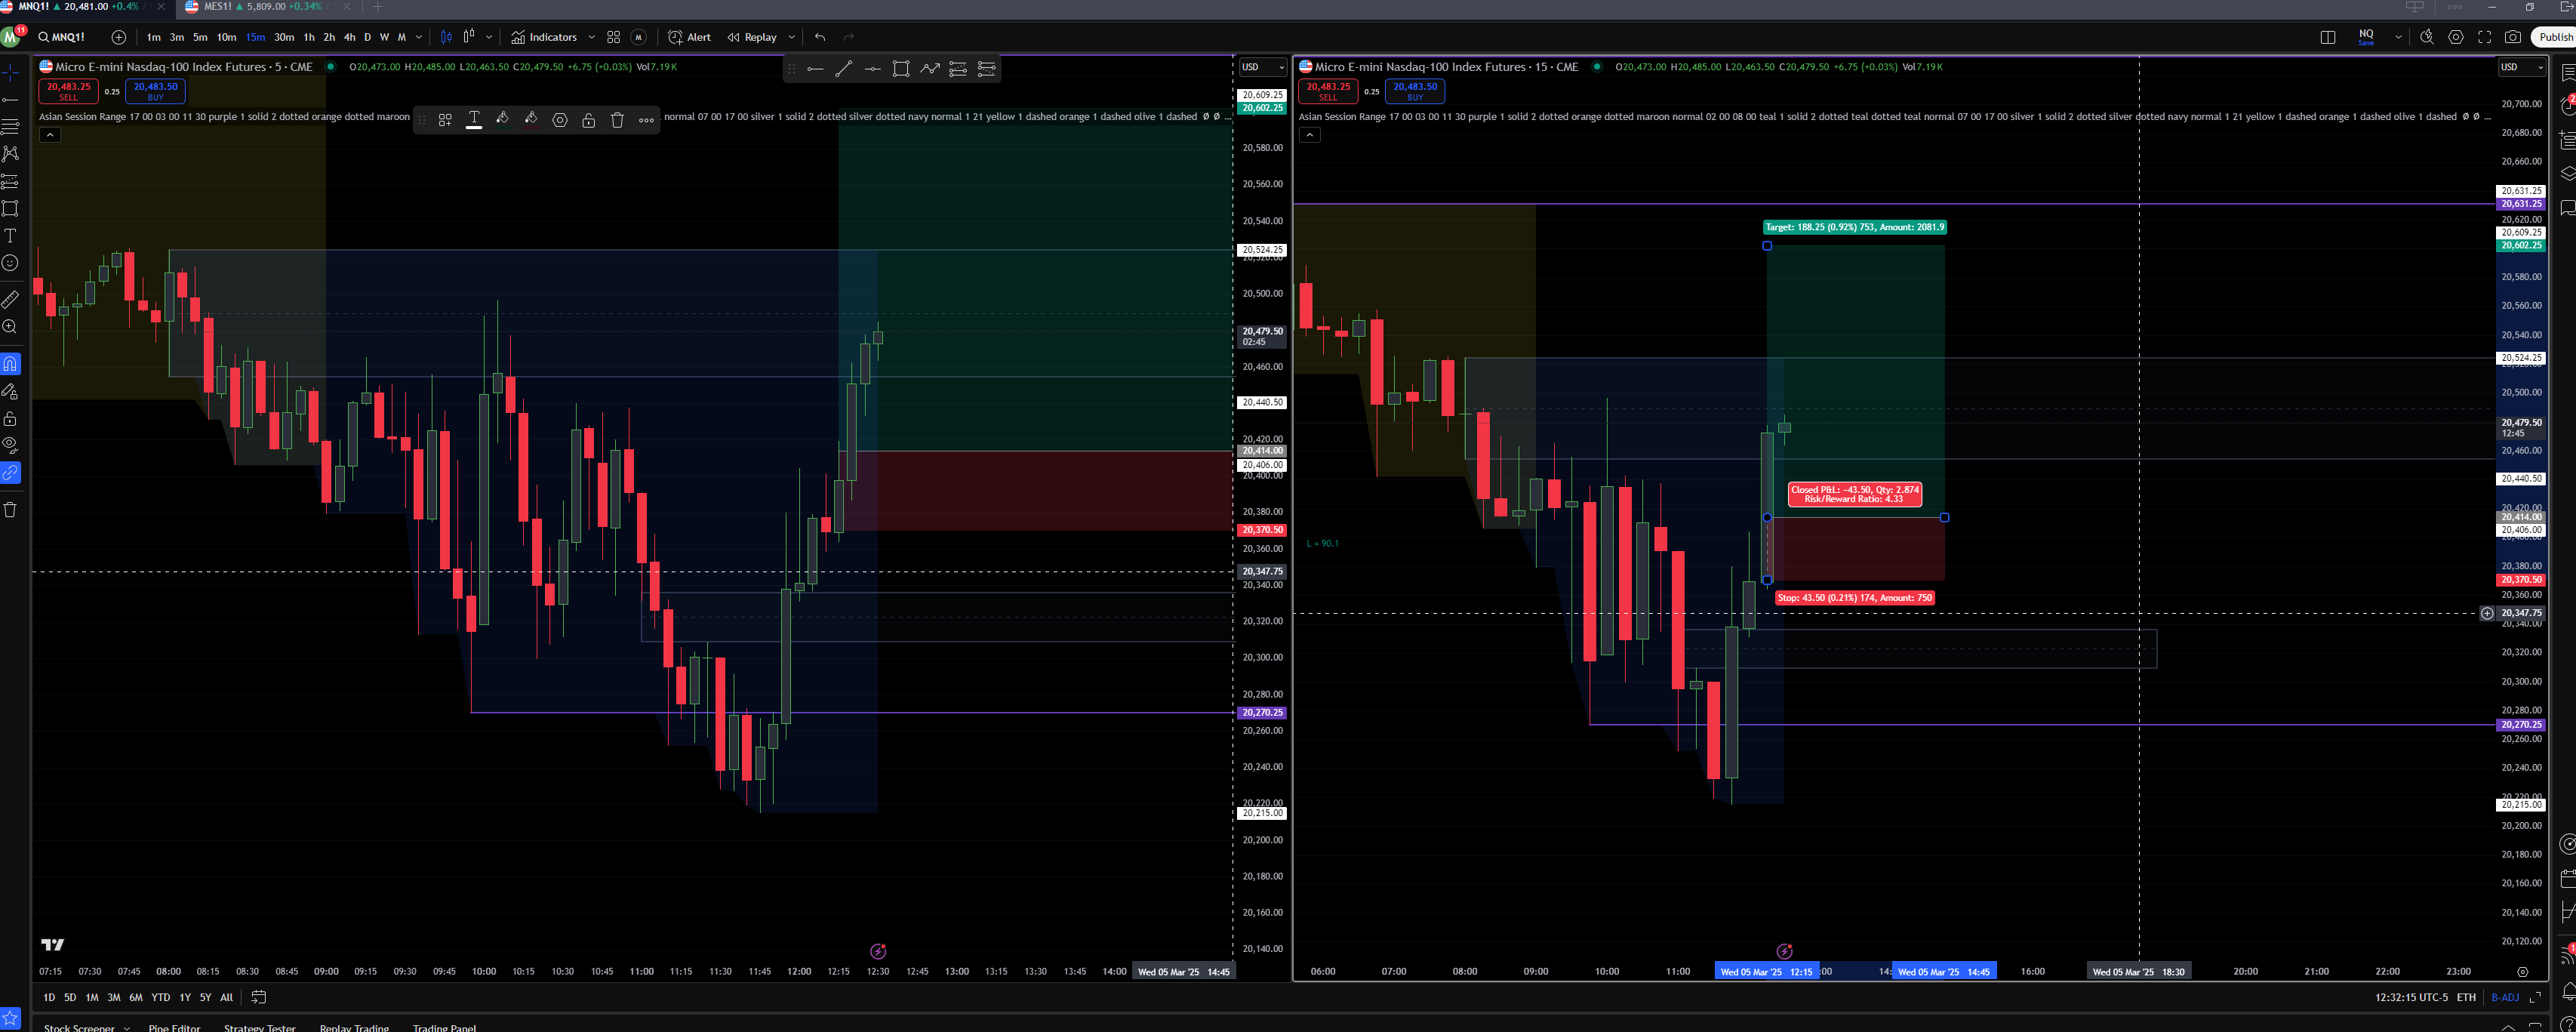 MNQ1! ▲ 20,481.00 +0.4% /
MES1! ▲ 5,809.00 +0.34% /
M
11
MNQ1!
1m 3m 5m 10m 15m 30m 1h 2h 4h D W M
Indicators
M
Alert
Replay
NQ
Save
Publish
Micro E-mini Nasdaq-100 Index Futures · 5 · CME
O20,473.00 H20,485.00 L20,463.50 C20,479.50 +6.75 (+0.03%) Vol7.19 K
20,483.25
SELL
0.25
20,483.50
BUY
Asian Session Range 17 00 03 00 11 30 purple 1 solid 2 dotted orange dotted maroon
normal 07 00 17 00 silver 1 solid 2 dotted silver dotted navy normal 1 21 yellow 1 dashed orange 1 dashed olive 1 dashed Ø Ø ...
T
USD
20,609.25
20,602.25
20,580.00
20,560.00
20,540.00
20,524.25
20,520.00
20,500.00
20,479.50
02:45
20,460.00
20,440.50
20,420.00
20,414.00
20,406.00
20,400.00
20,380.00
20,370.50
20,360.00
20,347.75
20,340.00
20,320.00
20,300.00
20,280.00
20,270.25
20,260.00
20,240.00
20,220.00
20,215.00
20,200.00
20,180.00
20,160.00
20,140.00
07:15 07:30 07:45 08:00 08:15 08:30 08:45 09:00 09:15 09:30 09:45 10:00 10:15 10:30 10:45 11:00 11:15 11:30 11:45 12:00 12:15 12:30 12:45 13:00 13:15 13:30 13:45 14:00 Wed 05 Mar '25 14:45
Micro E-mini Nasdaq-100 Index Futures · 15 · CME
O20,473.00 H20,485.00 L20,463.50 C20,479.50 +6.75 (+0.03%) Vol7.19 K
20,483.25
SELL
0.25
20,483.50
BUY
Asian Session Range 17 00 03 00 11 30 purple 1 solid 2 dotted orange dotted maroon normal 02 00 08 00 teal 1 solid 2 dotted teal dotted teal normal 07 00 17 00 silver 1 solid 2 dotted silver dotted navy normal 1 21 yellow 1 dashed orange 1 dashed olive 1 dashed Ø Ø ...
Target: 188.25 (0.92%) 753, Amount: 2081.9
Closed P&L: −43.50, Qty: 2.874
Risk/Reward Ratio: 4.33
L = 90.1
Stop: 43.50 (0.21%) 174, Amount: 750
USD
20,700.00
20,680.00
20,660.00
20,631.25
20,631.25
20,620.00
20,609.25
20,602.25
20,580.00
20,560.00
20,540.00
20,524.25
20,520.00
20,500.00
20,479.50
12:45
20,460.00
20,440.50
20,420.00
20,414.00
20,406.00
20,400.00
20,380.00
20,370.50
20,360.00
20,347.75
20,340.00
20,320.00
20,300.00
20,280.00
20,270.25
20,260.00
20,240.00
20,220.00
20,215.00
20,200.00
20,180.00
20,160.00
20,140.00
20,120.00
06:00 07:00 08:00 09:00 10:00 11:00 Wed 05 Mar '25 12:15 :00 14: Wed 05 Mar '25 14:45 16:00 Wed 05 Mar '25 18:30 20:00 21:00 22:00 23:00
1D 5D 1M 3M 6M YTD 1Y 5Y All
12:32:15 UTC-5 ETH B-ADJ
Stock Screener Pine Editor Strategy Tester Replay Trading Trading Panel